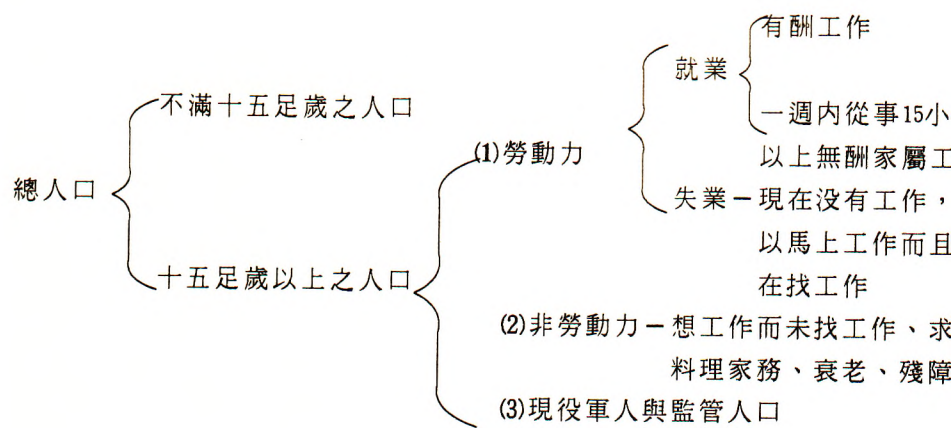 總人口
不滿十五足歲之人口
十五足歲以上之人口
(1)勞動力
就業
有酬工作
一週内從事15小
以上無酬家屬工
失業－現在没有工作，
以馬上工作而且
在找工作
(2)非勞動力－想工作而未找工作、求
料理家務、衰老、殘障
(3)現役軍人與監管人口